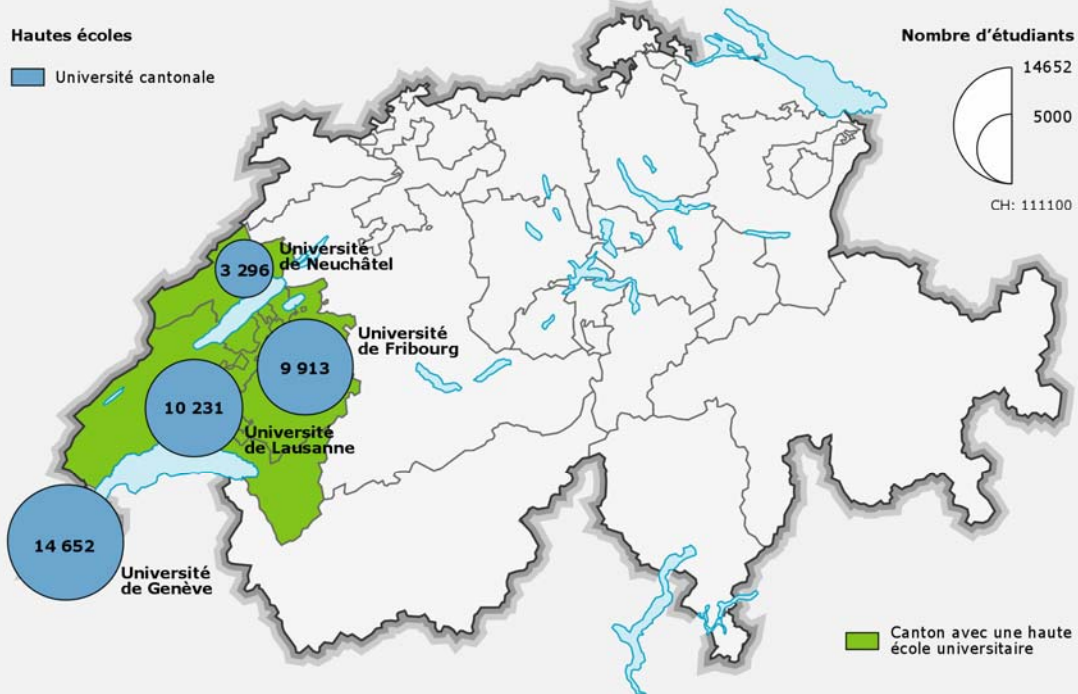 Hautes écoles
Université cantonale
Nombre d'étudiants
14652
5000
CH: 111100
3 296
Université
de Neuchâtel
Université
de Fribourg
9 913
10 231
Université
de Lausanne
14 652
Université
de Genève
Canton avec une haute
école universitaire